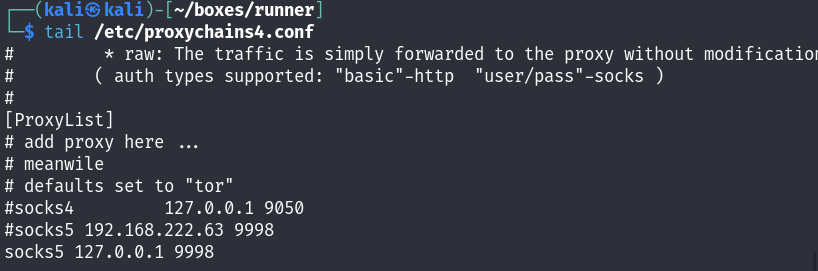 ┌──(kali㉿kali)-[~/boxes/runner]
└─$ tail /etc/proxychains4.conf
#         * raw: The traffic is simply forwarded to the proxy without modification
#        ( auth types supported: "basic"-http  "user/pass"-socks )
#
[ProxyList]
# add proxy here ...
# meanwile
# defaults set to "tor"
#socks4         127.0.0.1 9050
#socks5 192.168.222.63 9998
socks5 127.0.0.1 9998